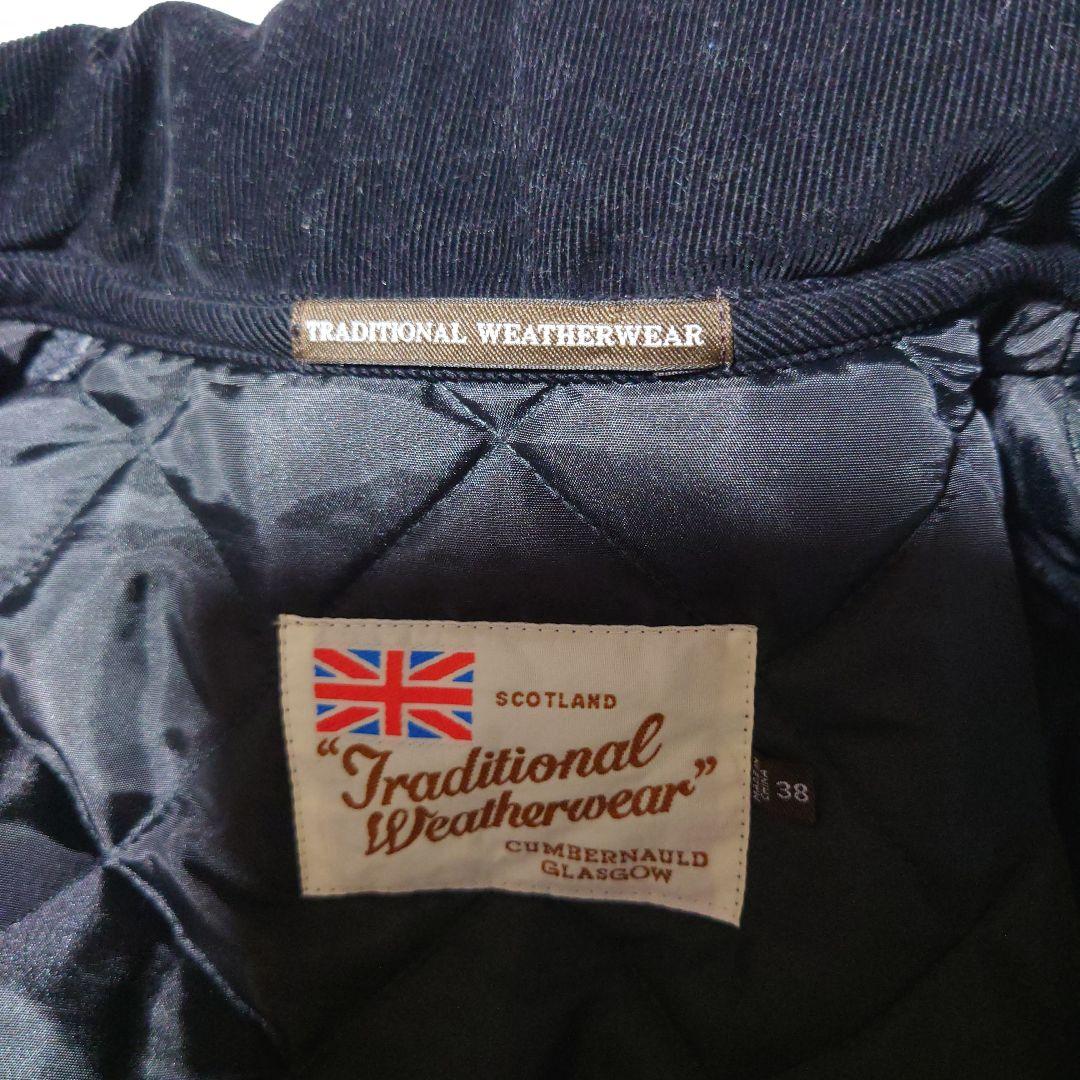 TRADITIONAL WEATHERWEAR
SCOTLAND
"Traditional
Weatherwear"
CUMBERNAULD
GLASGOW
38